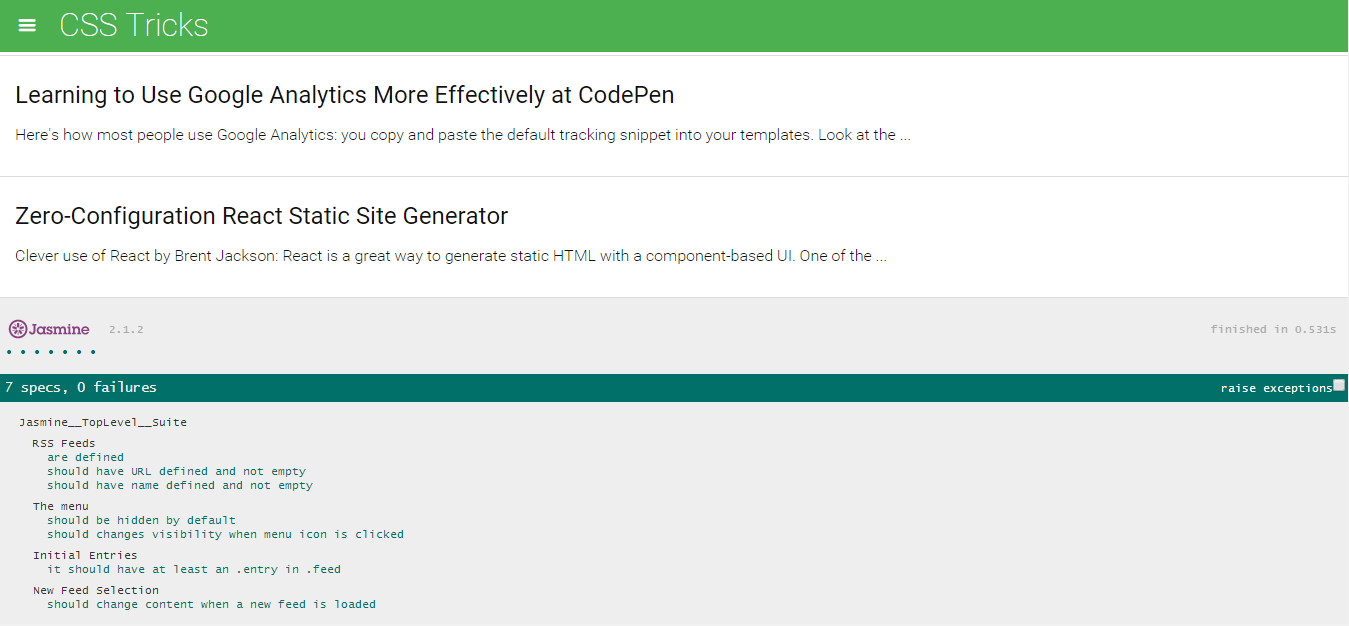 CSS Tricks
Learning to Use Google Analytics More Effectively at CodePen
Here's how most people use Google Analytics: you copy and paste the default tracking snippet into your templates. Look at the ...
Zero-Configuration React Static Site Generator
Clever use of React by Brent Jackson: React is a great way to generate static HTML with a component-based UI. One of the ...
Jasmine 2.1.2 finished in 0.531s
7 specs, 0 failures raise exceptions
Jasmine__TopLevel__Suite
RSS Feeds
are defined
should have URL defined and not empty
should have name defined and not empty
The menu
should be hidden by default
should changes visibility when menu icon is clicked
Initial Entries
it should have at least an .entry in .feed
New Feed Selection
should change content when a new feed is loaded